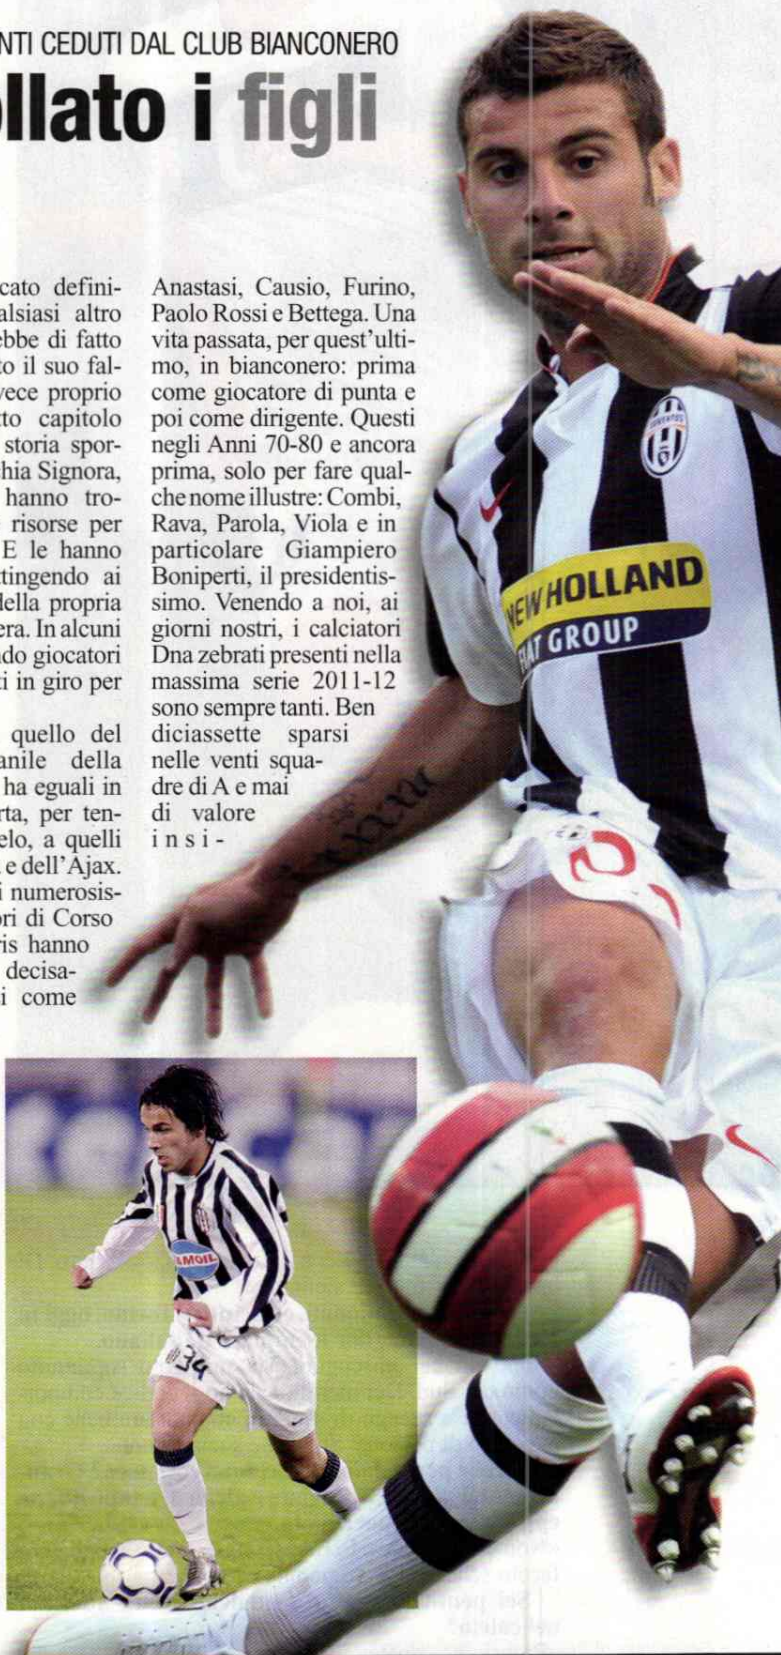 NTI CEDUTI DAL CLUB BIANCONERO
llato i figli
cato defini-
alsiasi altro
ebbe di fatto
to il suo fal-
vece proprio
tto capitolo
storia spor-
chia Signora,
hanno tro-
risorse per
E le hanno
ttingendo ai
della propria
era. In alcuni
ndo giocatori
ti in giro per
quello del
anile della
ha eguali in
rta, per ten-
elo, a quelli
e dell'Ajax.
i numerosis-
ori di Corso
ris hanno
decisa-
i come
Anastasi, Causio, Furino,
Paolo Rossi e Bettega. Una
vita passata, per quest'ulti-
mo, in bianconero: prima
come giocatore di punta e
poi come dirigente. Questi
negli Anni 70-80 e ancora
prima, solo per fare qual-
che nome illustre: Combi,
Rava, Parola, Viola e in
particolare Giampiero
Boniperti, il presidentis-
simo. Venendo a noi, ai
giorni nostri, i calciatori
Dna zebrati presenti nella
massima serie 2011-12
sono sempre tanti. Ben
diciassette sparsi
nelle venti squa-
dre di A e mai
di valore
insi-
JUVENTUS
NEW HOLLAND
FIAT GROUP
AMOIL
34